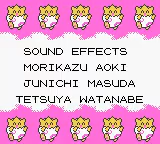 SOUND EFFECTS
MORIKAZU AOKI
JUNICHI MASUDA
TETSUYA WATANABE